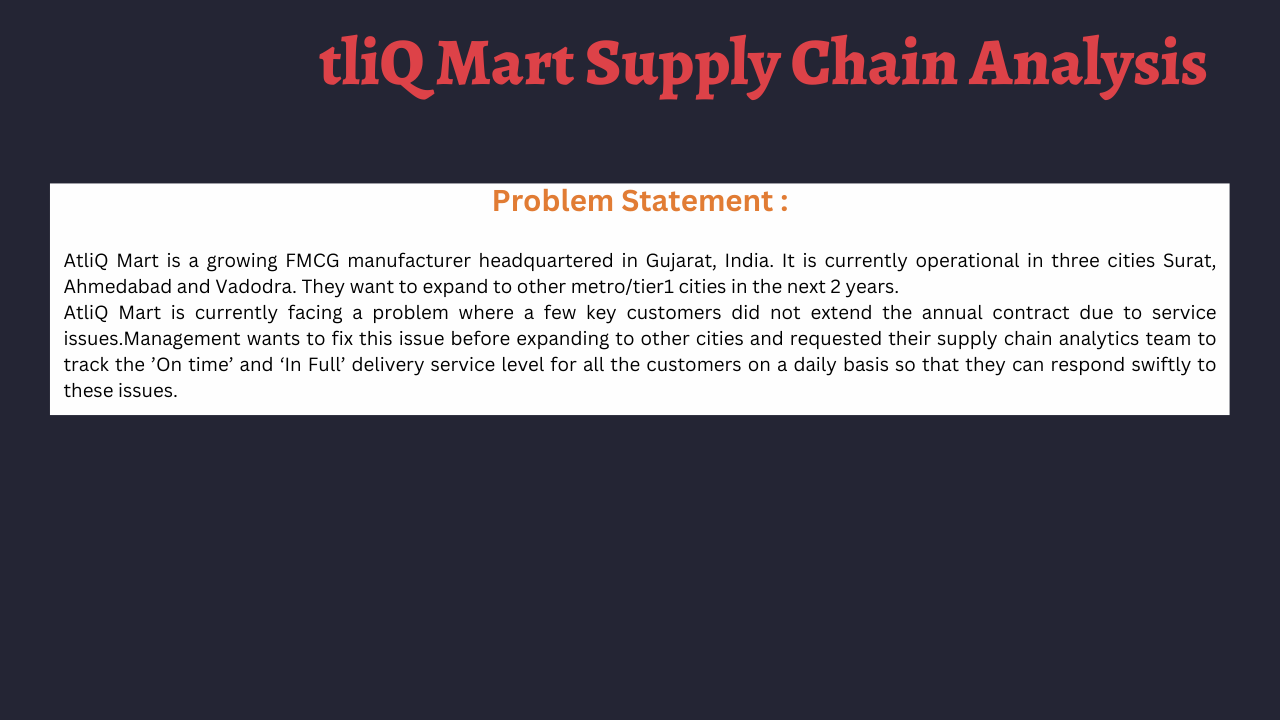 tliQ Mart Supply Chain Analysis
Problem Statement :
AtliQ Mart is a growing FMCG manufacturer headquartered in Gujarat, India. It is currently operational in three cities Surat,
Ahmedabad and Vadodra. They want to expand to other metro/tier1 cities in the next 2 years.
AtliQ Mart is currently facing a problem where a few key customers did not extend the annual contract due to service
issues.Management wants to fix this issue before expanding to other cities and requested their supply chain analytics team to
track the ’On time’ and ‘In Full’ delivery service level for all the customers on a daily basis so that they can respond swiftly to
these issues.